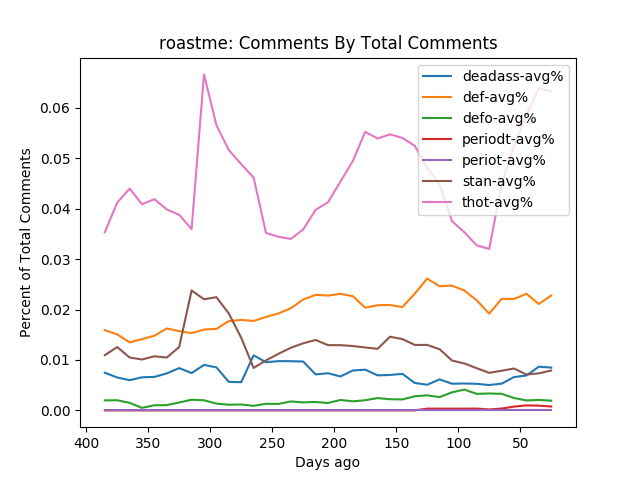 roastme: Comments By Total Comments
Percent of Total Comments
0.06
0.05
0.04
0.03
0.02
0.01
0.00
deadass-avg%
def-avg%
defo-avg%
periodt-avg%
periot-avg%
stan-avg%
thot-avg%
400 350 300 250 200 150 100 50
Days ago